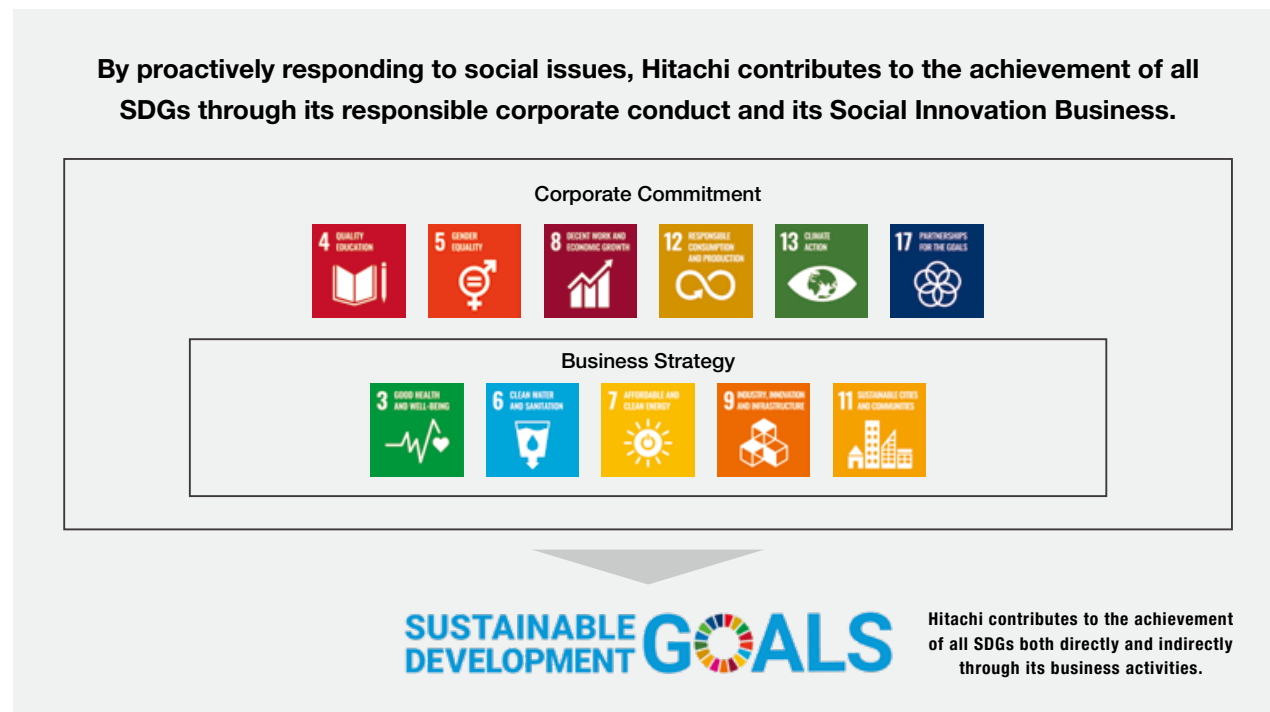 By proactively responding to social issues, Hitachi contributes to the achievement of all
SDGs through its responsible corporate conduct and its Social Innovation Business.
Corporate Commitment
4 QUALITY
EDUCATION
5 GENDER
EQUALITY
8 DECENT WORK AND
ECONOMIC GROWTH
12 RESPONSIBLE
CONSUMPTION
AND PRODUCTION
13 CLIMATE
ACTION
17 PARTNERSHIPS
FOR THE GOALS
Business Strategy
3 GOOD HEALTH
AND WELL-BEING
6 CLEAN WATER
AND SANITATION
7 AFFORDABLE AND
CLEAN ENERGY
9 INDUSTRY, INNOVATION
AND INFRASTRUCTURE
11 SUSTAINABLE CITIES
AND COMMUNITIES
SUSTAINABLE
DEVELOPMENT GOALS
Hitachi contributes to the achievement
of all SDGs both directly and indirectly
through its business activities.